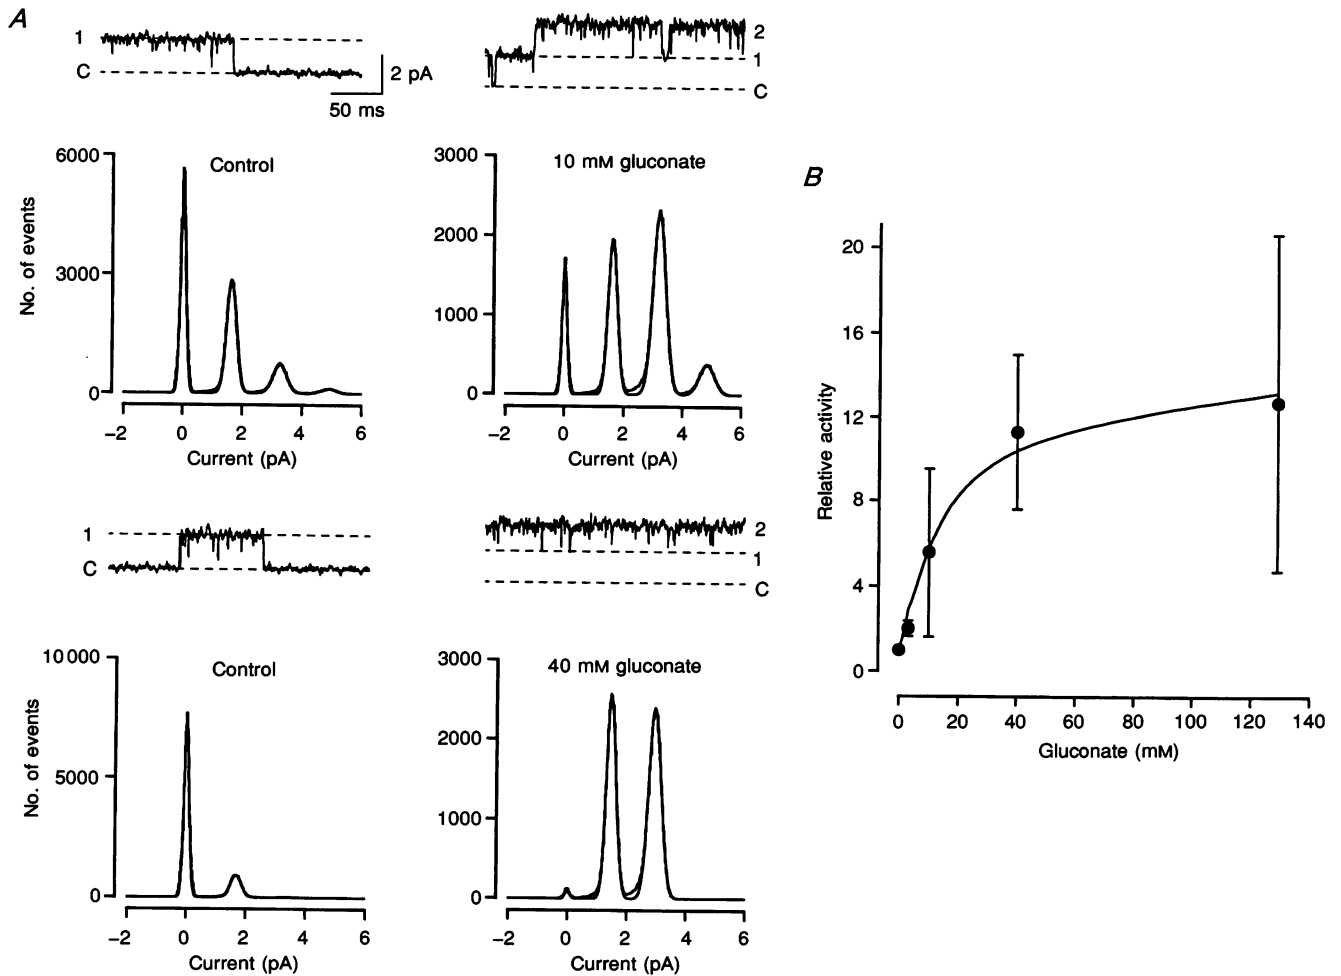 A
1
C
2 pA
50 ms
2
1
C
6000
3000
0
No. of events
Control
−2 0 2 4 6
Current (pA)
3000
2000
1000
0
10 mM gluconate
−2 0 2 4 6
Current (pA)
1
C
2
1
C
10000
5000
0
No. of events
Control
−2 0 2 4 6
Current (pA)
3000
2000
1000
0
40 mM gluconate
−2 0 2 4 6
Current (pA)
B
20
16
12
8
4
0
Relative activity
0 20 40 60 80 100 120 140
Gluconate (mM)